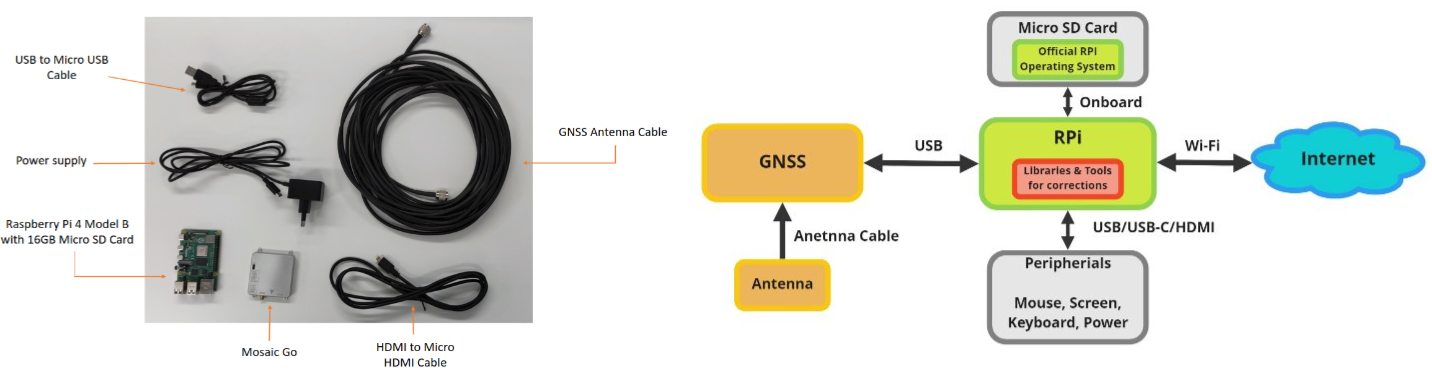 USB to Micro USB
Cable
Power supply
Raspberry Pi 4 Model B
with 16GB Micro SD Card
Mosaic Go
HDMI to Micro
HDMI Cable
GNSS Antenna Cable
Micro SD Card
Official RPI
Operating System
Onboard
GNSS
USB
RPi
Libraries & Tools
for corrections
Wi-Fi
Internet
Anetnna Cable
Antenna
USB/USB-C/HDMI
Peripherials
Mouse, Screen,
Keyboard, Power